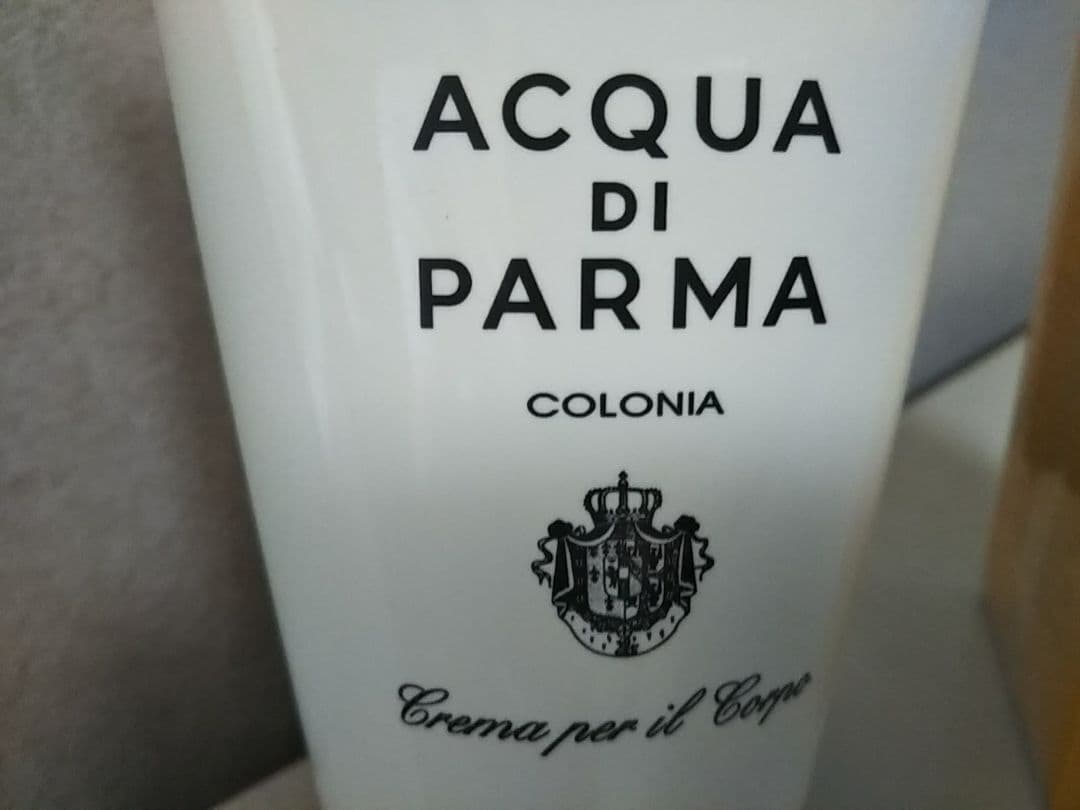 ACQUA
DI
PARMA
COLONIA
Crema per il Corpo